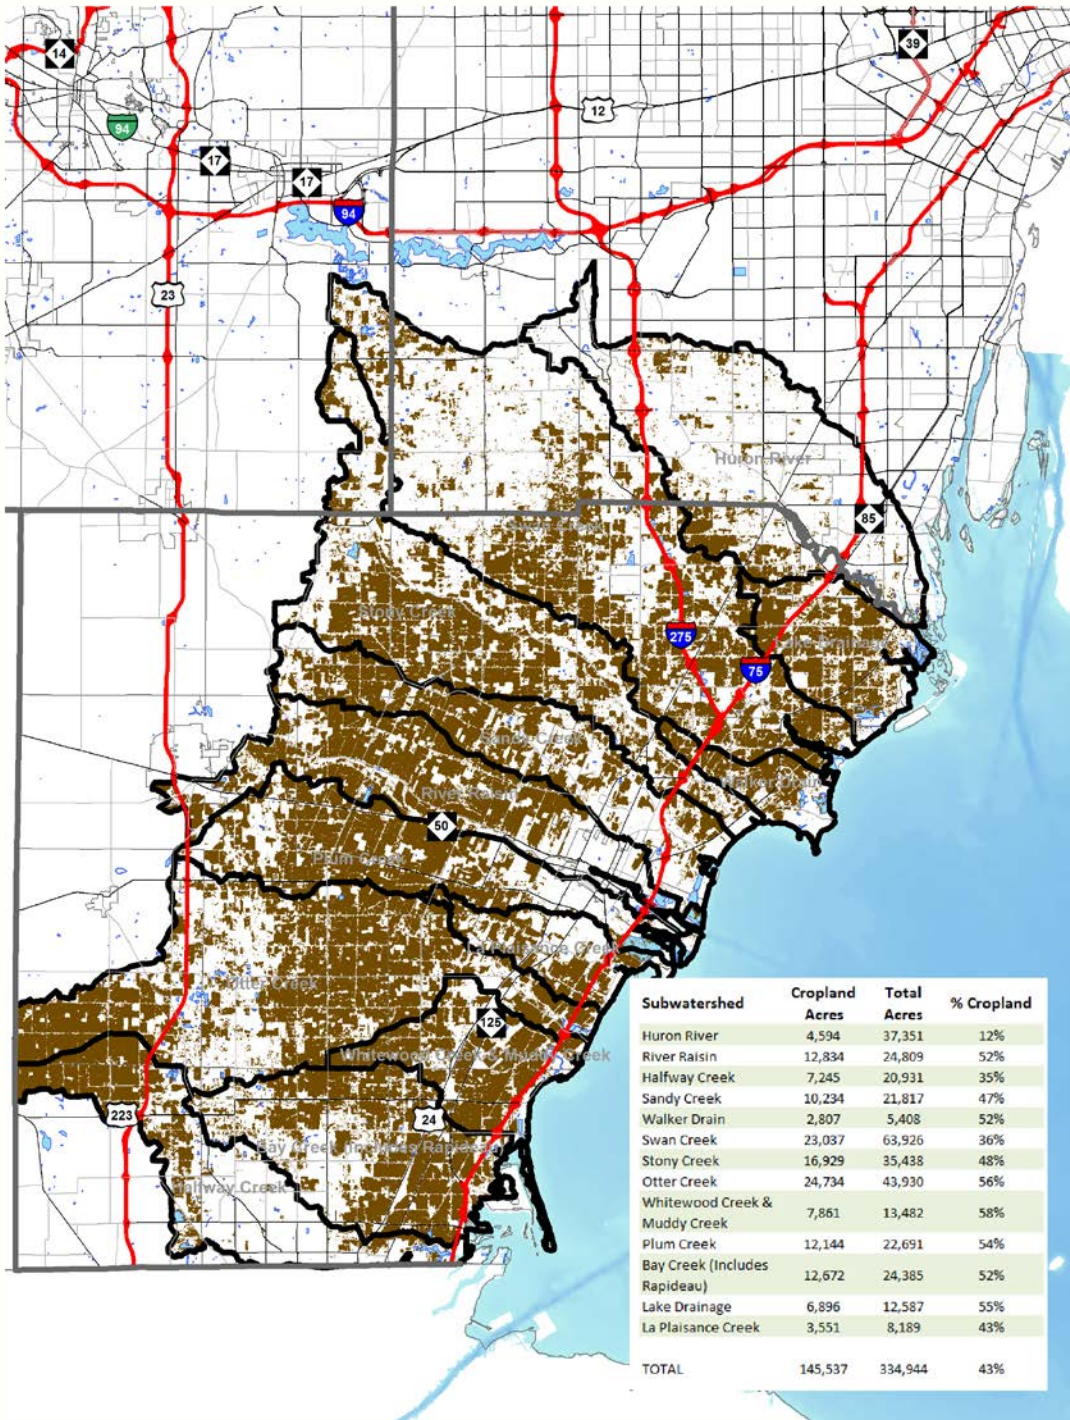 14
39
12
94
17
17
94
23
Huron River
85
Stony Creek
275
Lake Drainage
75
Sandy Creek
Walker Drain
River Raisin
50
Plum Creek
La Plaisance Creek
Otter Creek
125
Whitewood Creek & Muddy Creek
223
24
Bay Creek (Includes Rapideau)
Halfway Creek
Subwatershed Cropland Acres Total Acres % Cropland
Huron River 4,594 37,351 12%
River Raisin 12,834 24,809 52%
Halfway Creek 7,245 20,931 35%
Sandy Creek 10,234 21,817 47%
Walker Drain 2,807 5,408 52%
Swan Creek 23,037 63,926 36%
Stony Creek 16,929 35,438 48%
Otter Creek 24,734 43,930 56%
Whitewood Creek & Muddy Creek 7,861 13,482 58%
Plum Creek 12,144 22,691 54%
Bay Creek (Includes Rapideau) 12,672 24,385 52%
Lake Drainage 6,896 12,587 55%
La Plaisance Creek 3,551 8,189 43%
TOTAL 145,537 334,944 43%